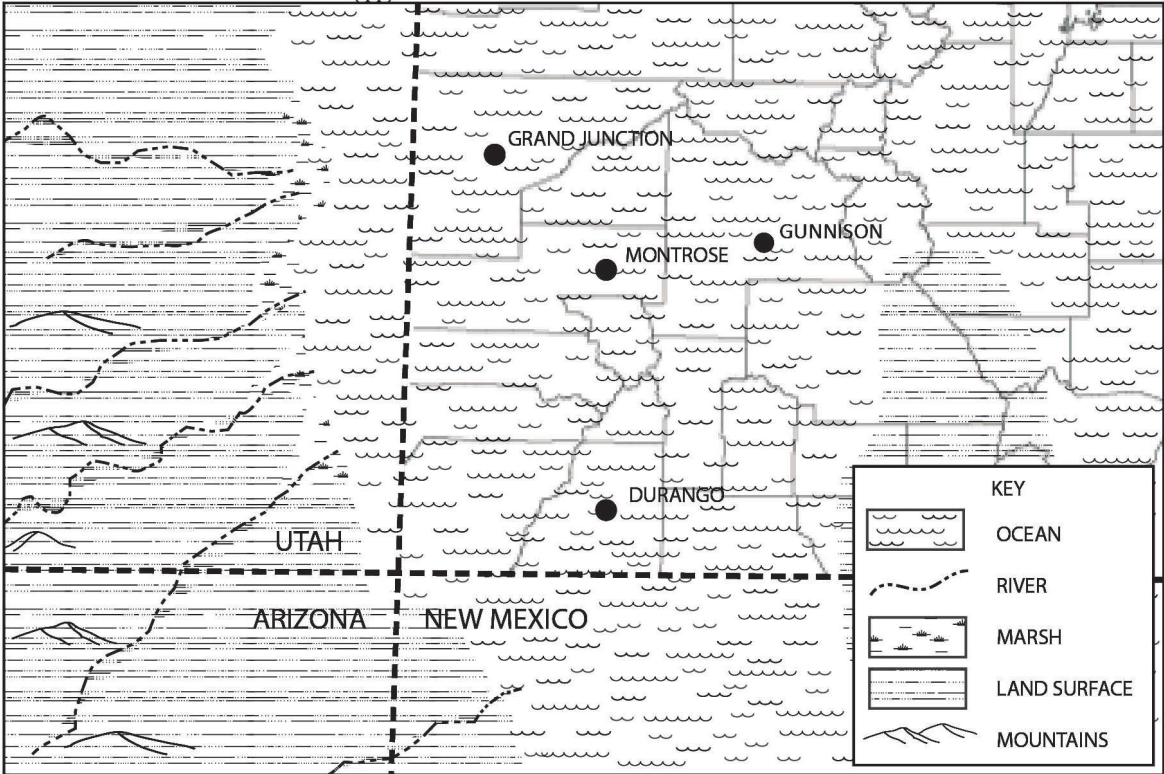 GRAND JUNCTION
GUNNISON
MONTROSE
DURANGO
UTAH
ARIZONA
NEW MEXICO
KEY
OCEAN
RIVER
MARSH
LAND SURFACE
MOUNTAINS